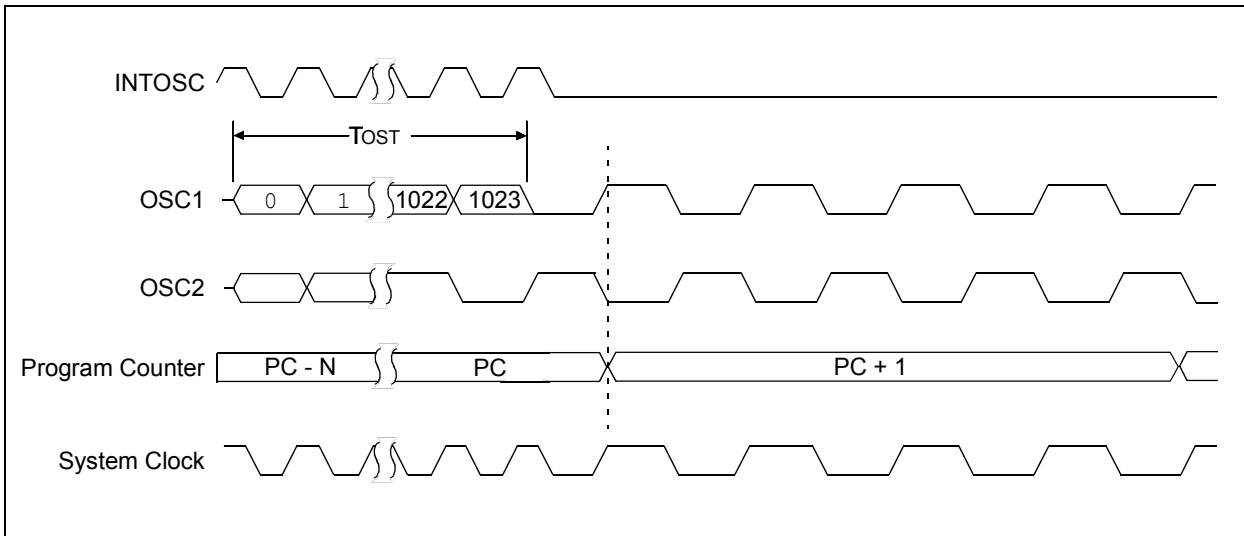 INTOSC
TOST
OSC1 0 1 1022 1023
OSC2
Program Counter PC - N PC PC + 1
System Clock